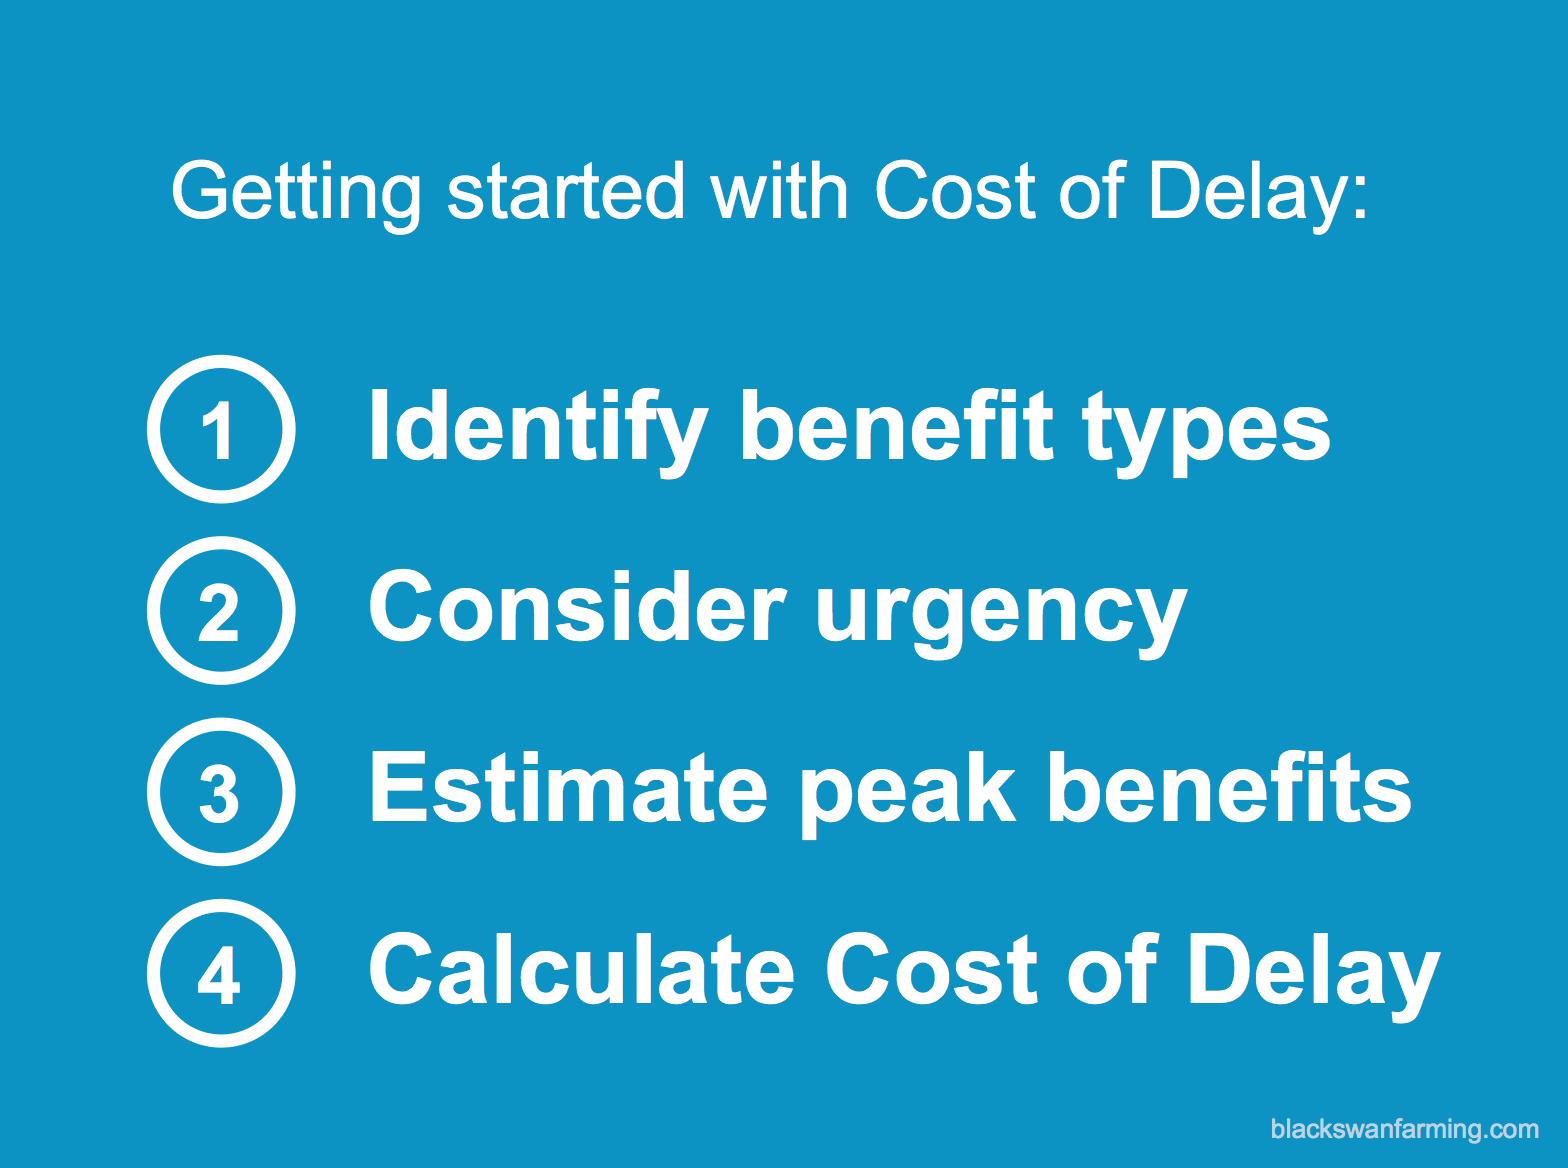 Getting started with Cost of Delay:
1 Identify benefit types
2 Consider urgency
3 Estimate peak benefits
4 Calculate Cost of Delay
blackswanfarming.com